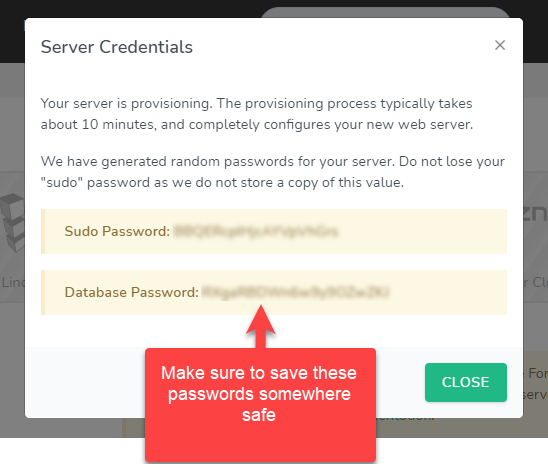 Server Credentials
×
Your server is provisioning. The provisioning process typically takes
about 10 minutes, and completely configures your new web server.
We have generated random passwords for your server. Do not lose your
"sudo" password as we do not store a copy of this value.
Sudo Password:
Database Password:
Make sure to save these
passwords somewhere
safe
CLOSE